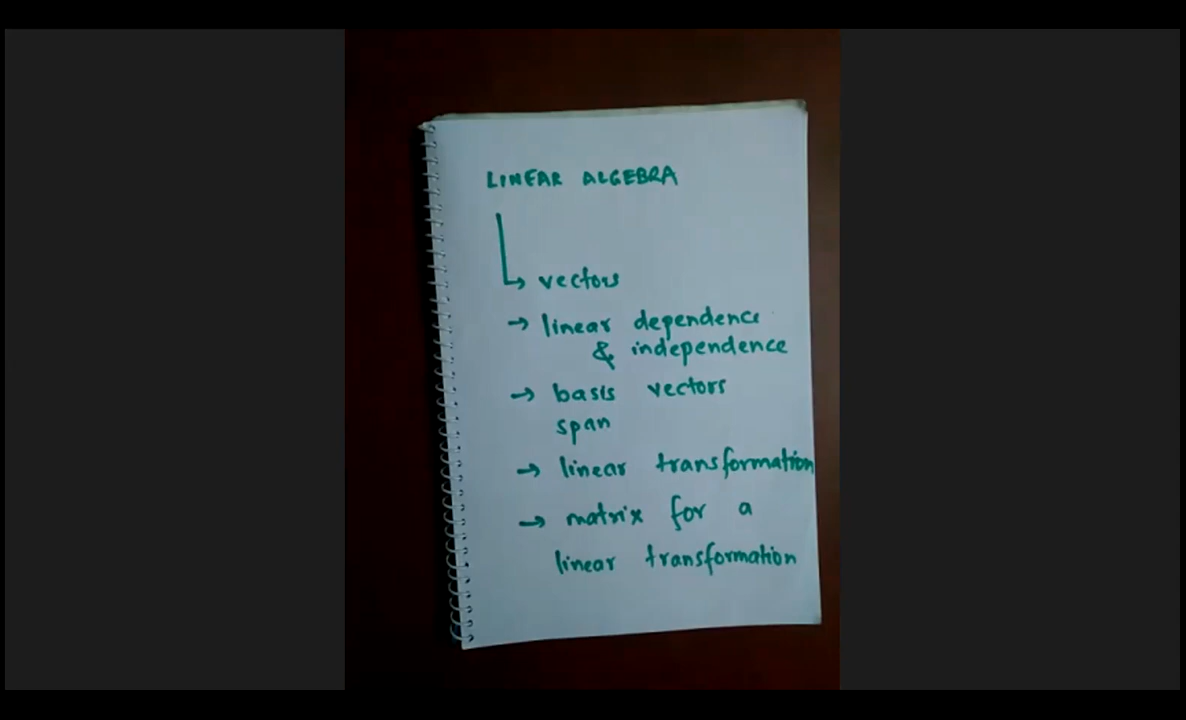 LINEAR ALGEBRA
↳ vectors
→ linear dependence
& independence
→ basis vectors
span
→ linear transformation
→ matrix for a
linear transformation